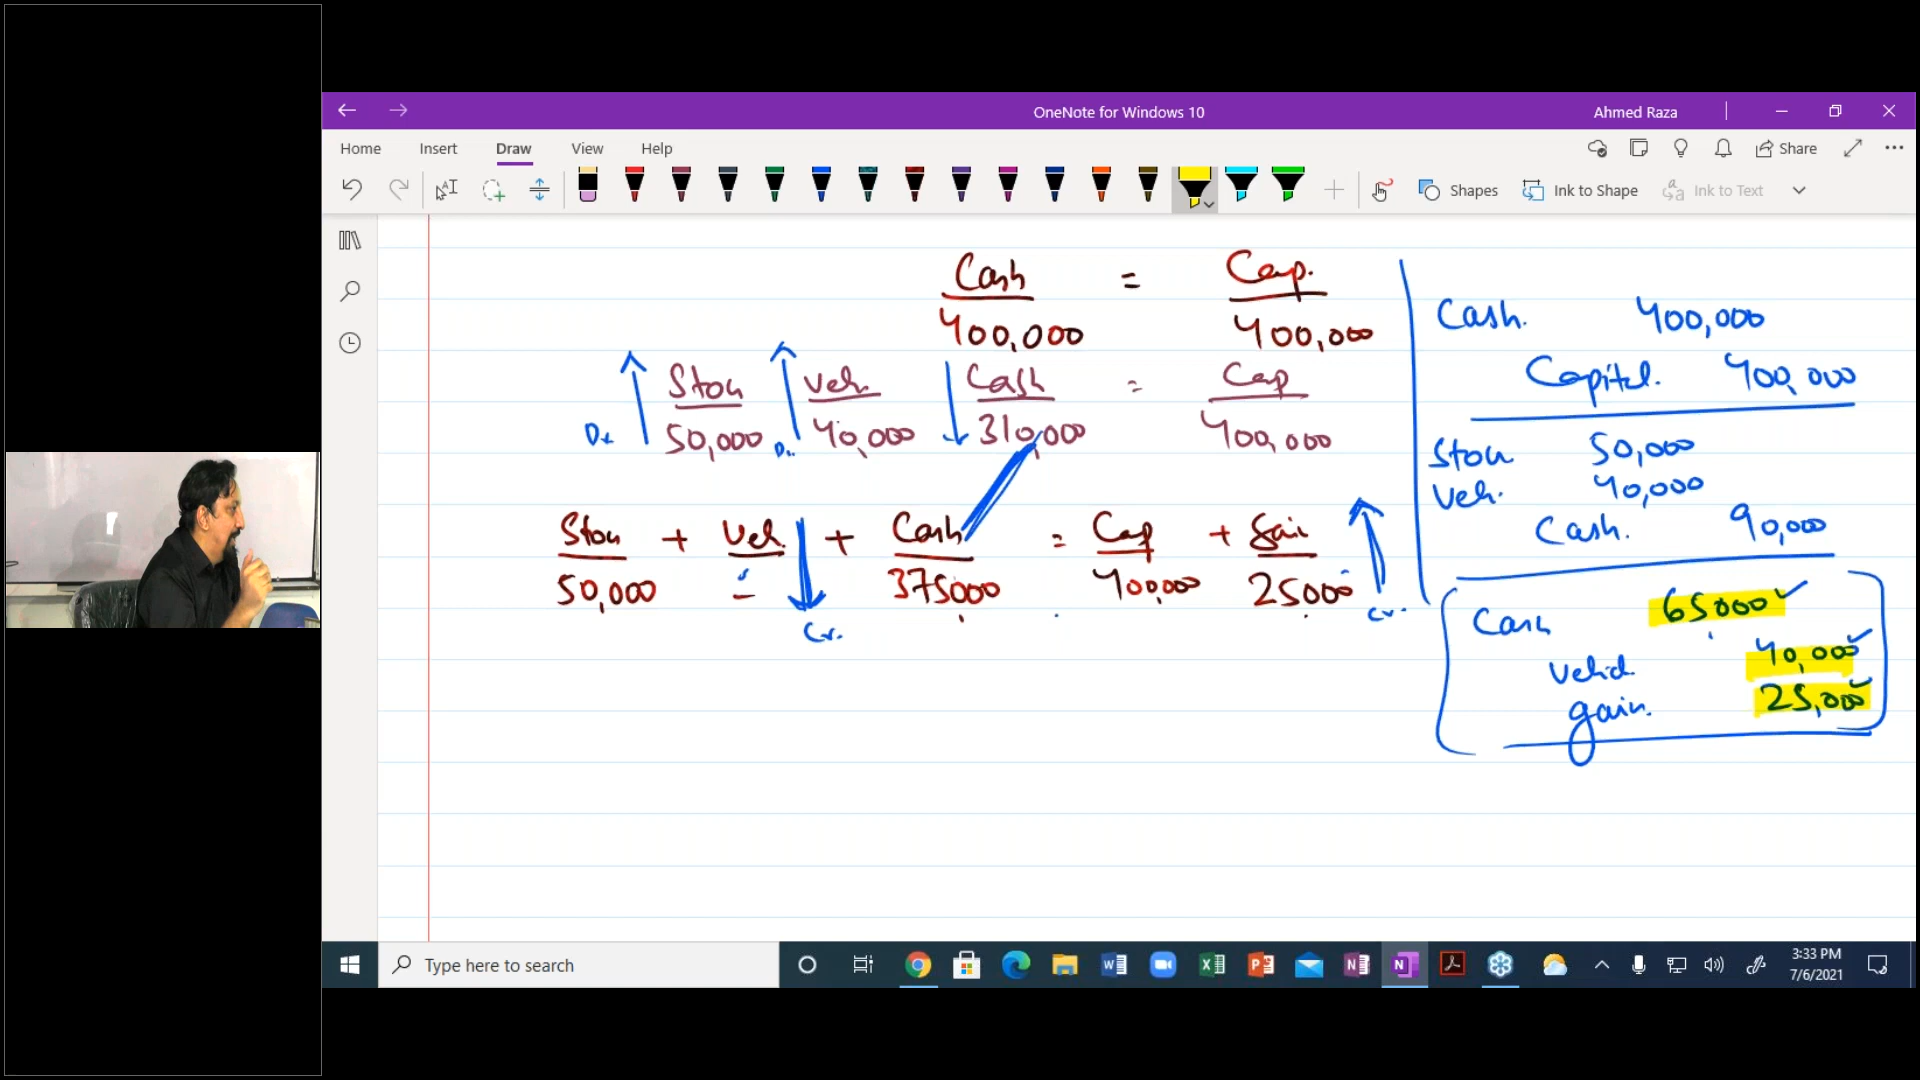 OneNote for Windows 10
Ahmed Raza
Home Insert Draw View Help
Share
Shapes Ink to Shape Ink to Text
Cash = Cap.
400,000 400,000
Stock Veh. Cash = Cap
Dr 50,000 Dr. 40,000 310,000 400,000
Stock + Veh. + Cash = Cap + Gain
50,000 - 375000 400,000 25000
Cr. Cr.
Cash. 400,000
Capital. 400,000
Stock 50,000
Veh. 40,000
Cash. 90,000
Cash 65000
Vehicl. 40,000
gain. 25,000
Type here to search
3:33 PM
7/6/2021